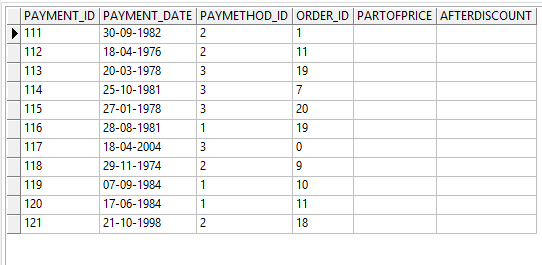 PAYMENT_ID PAYMENT_DATE PAYMETHOD_ID ORDER_ID PARTOFPRICE AFTERDISCOUNT
111 30-09-1982 2 1
112 18-04-1976 2 11
113 20-03-1978 3 19
114 25-10-1981 3 7
115 27-01-1978 3 20
116 28-08-1981 1 19
117 18-04-2004 3 0
118 29-11-1974 2 9
119 07-09-1984 1 10
120 17-06-1984 1 11
121 21-10-1998 2 18